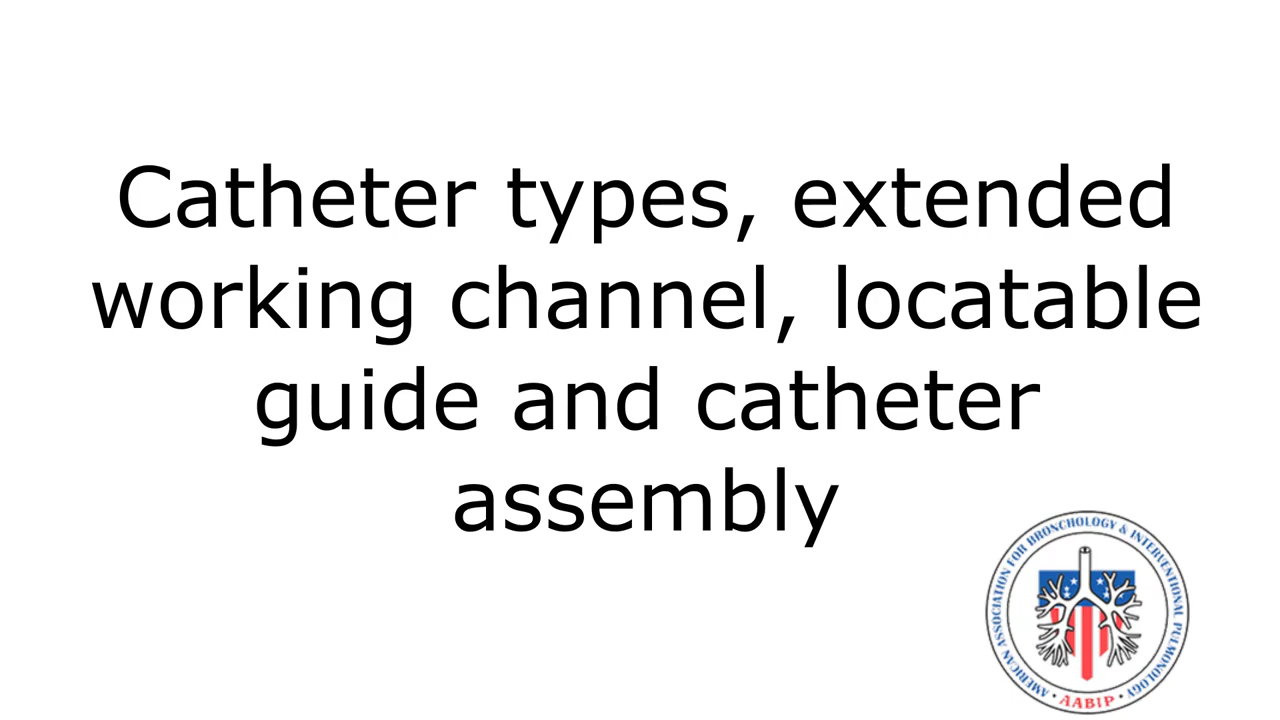 Catheter types, extended
working channel, locatable
guide and catheter
assembly
AMERICAN ASSOCIATION FOR BRONCHOLOGY & INTERVENTIONAL PULMONOLOGY
• AABIP •